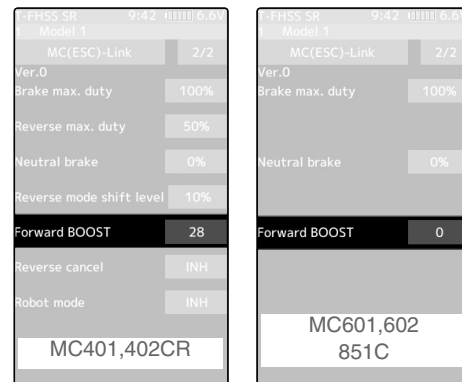 T-FHSS SR 9:42 6.6V
1 Model 1
MC(ESC)-Link 2/2
Ver.0
Brake max. duty 100%
Reverse max. duty 50%
Neutral brake 0%
Reverse mode shift level 10%
Forward BOOST 28
Reverse cancel INH
Robot mode INH
MC401,402CR
T-FHSS SR 9:42 6.6V
1 Model 1
MC(ESC)-Link 2/2
Ver.0
Brake max. duty 100%
Neutral brake 0%
Forward BOOST 0
MC601,602
851C